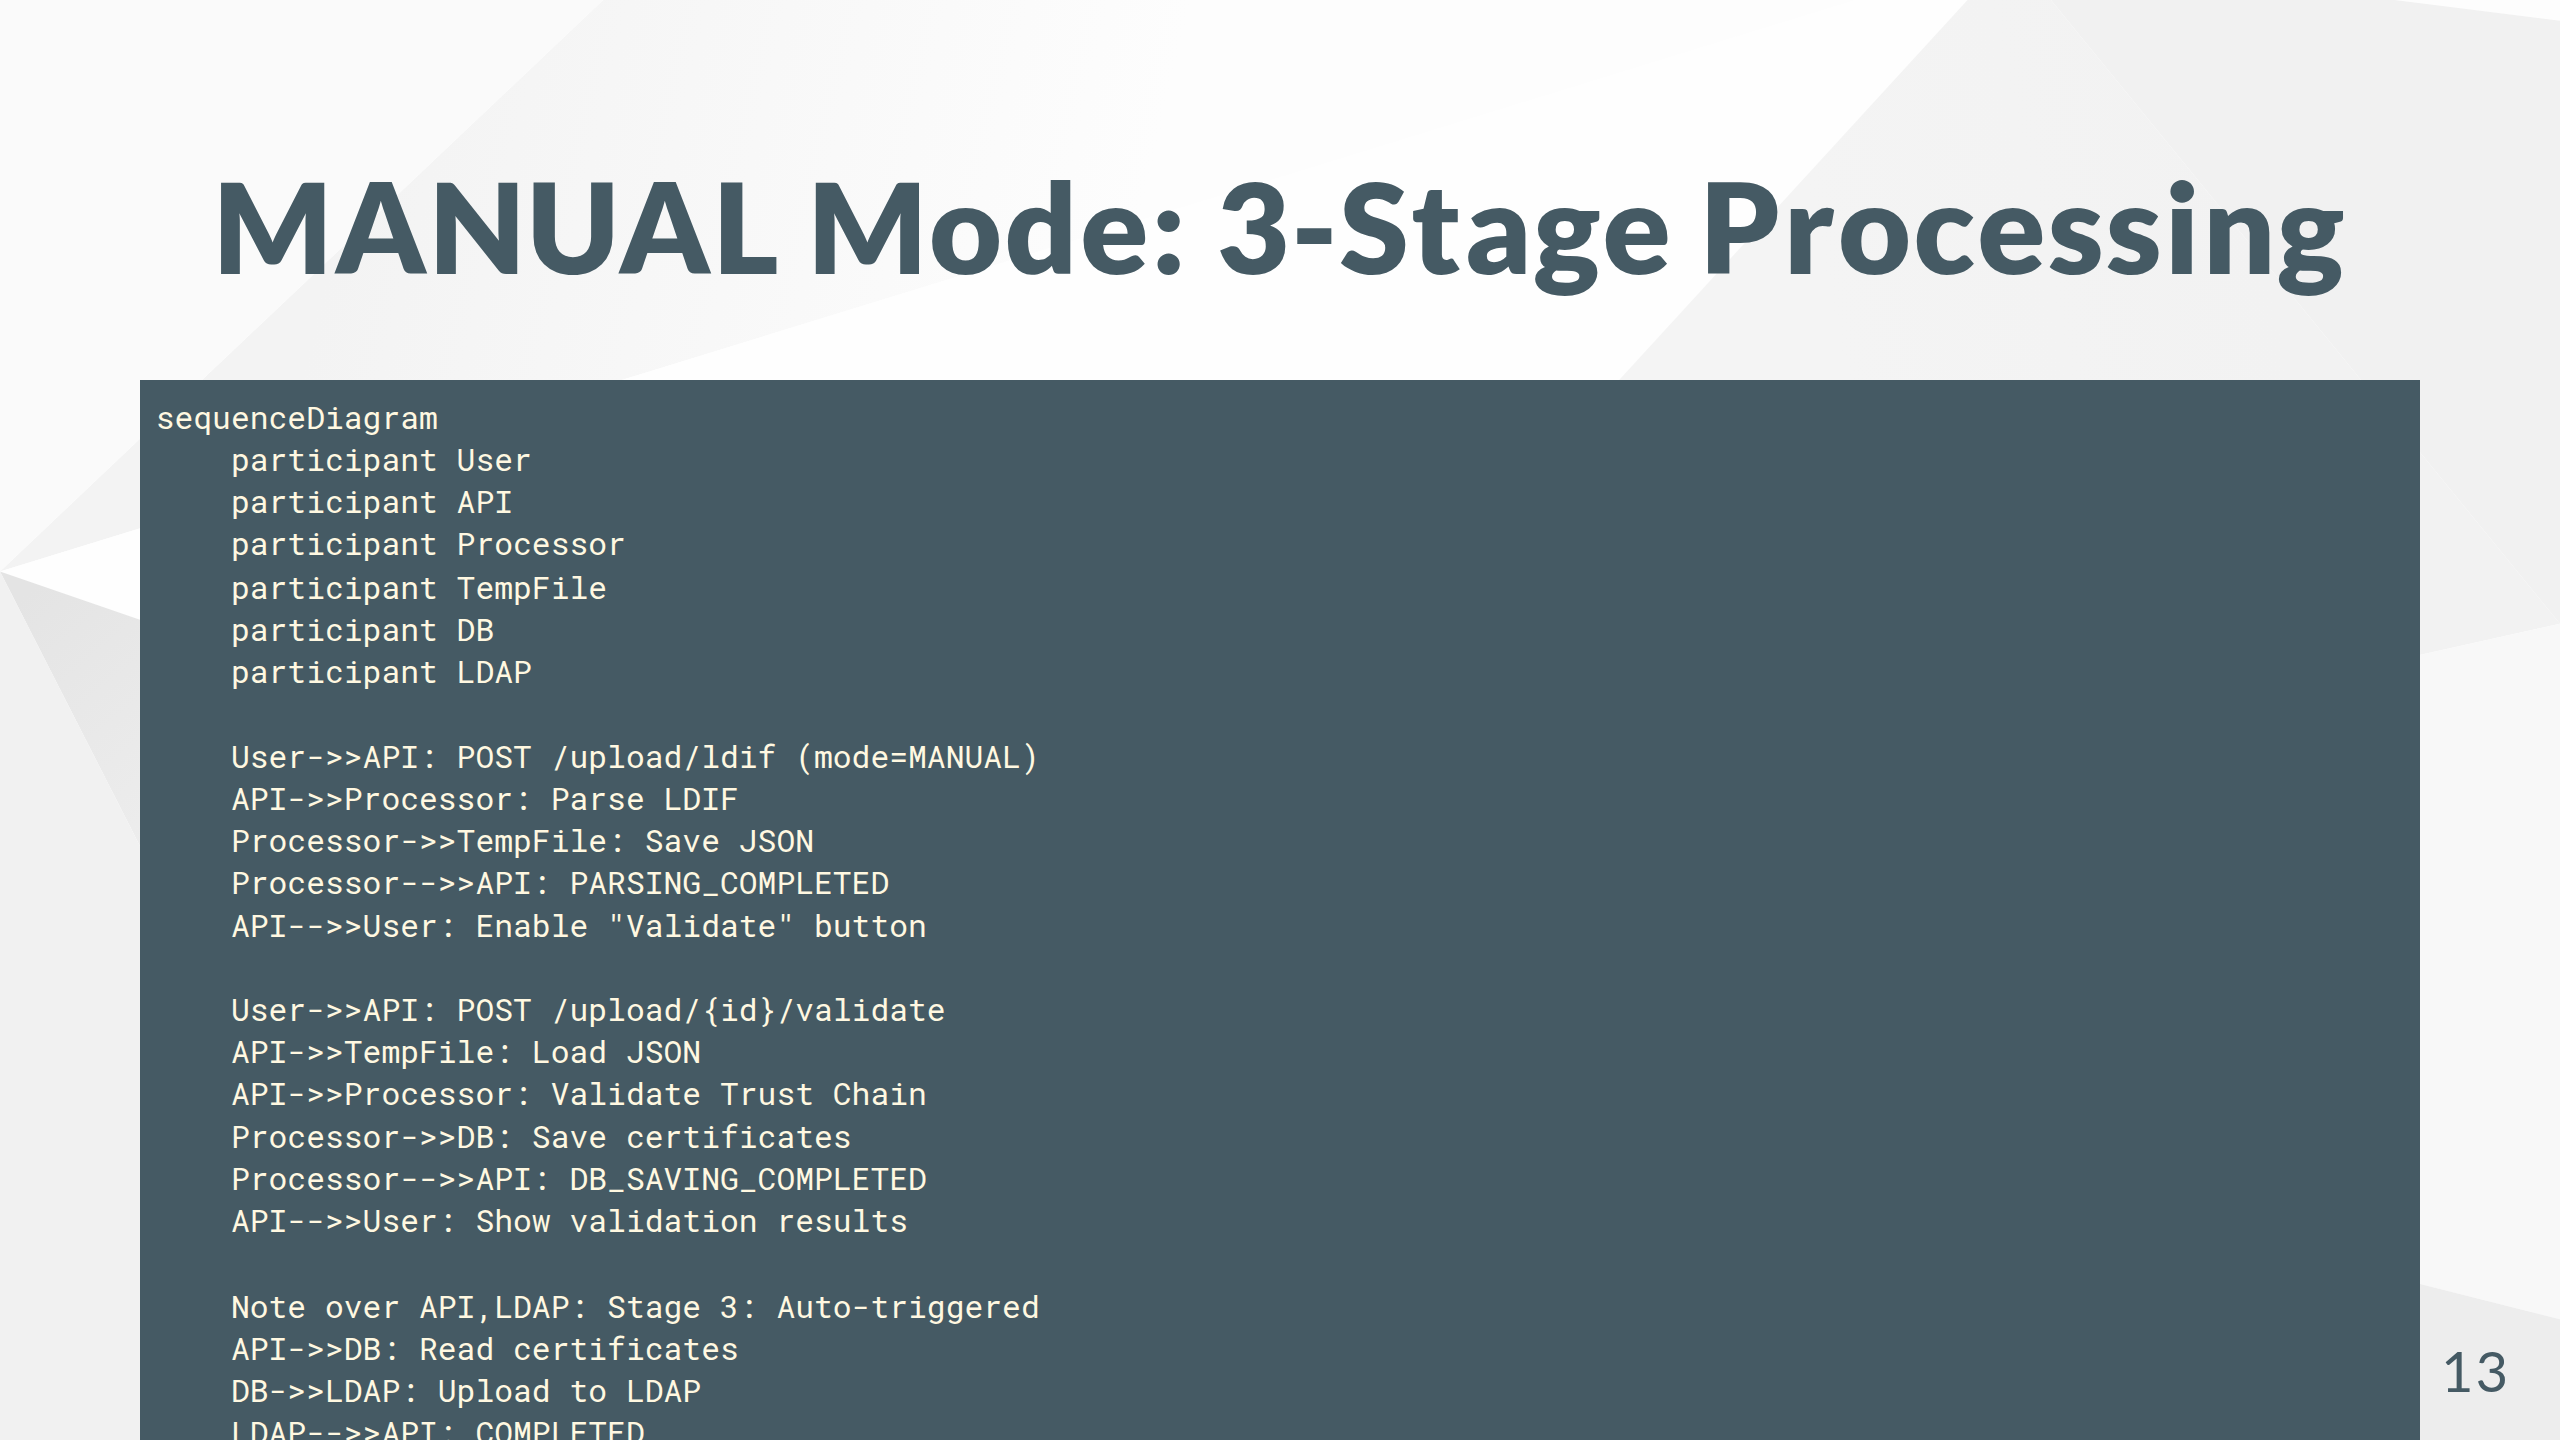 MANUAL Mode: 3-Stage Processing
sequenceDiagram
    participant User
    participant API
    participant Processor
    participant TempFile
    participant DB
    participant LDAP

    User->>API: POST /upload/ldif (mode=MANUAL)
    API->>Processor: Parse LDIF
    Processor->>TempFile: Save JSON
    Processor-->>API: PARSING_COMPLETED
    API-->>User: Enable "Validate" button

    User->>API: POST /upload/{id}/validate
    API->>TempFile: Load JSON
    API->>Processor: Validate Trust Chain
    Processor->>DB: Save certificates
    Processor-->>API: DB_SAVING_COMPLETED
    API-->>User: Show validation results

    Note over API,LDAP: Stage 3: Auto-triggered
    API->>DB: Read certificates
    DB->>LDAP: Upload to LDAP
    LDAP-->>API: COMPLETED
13